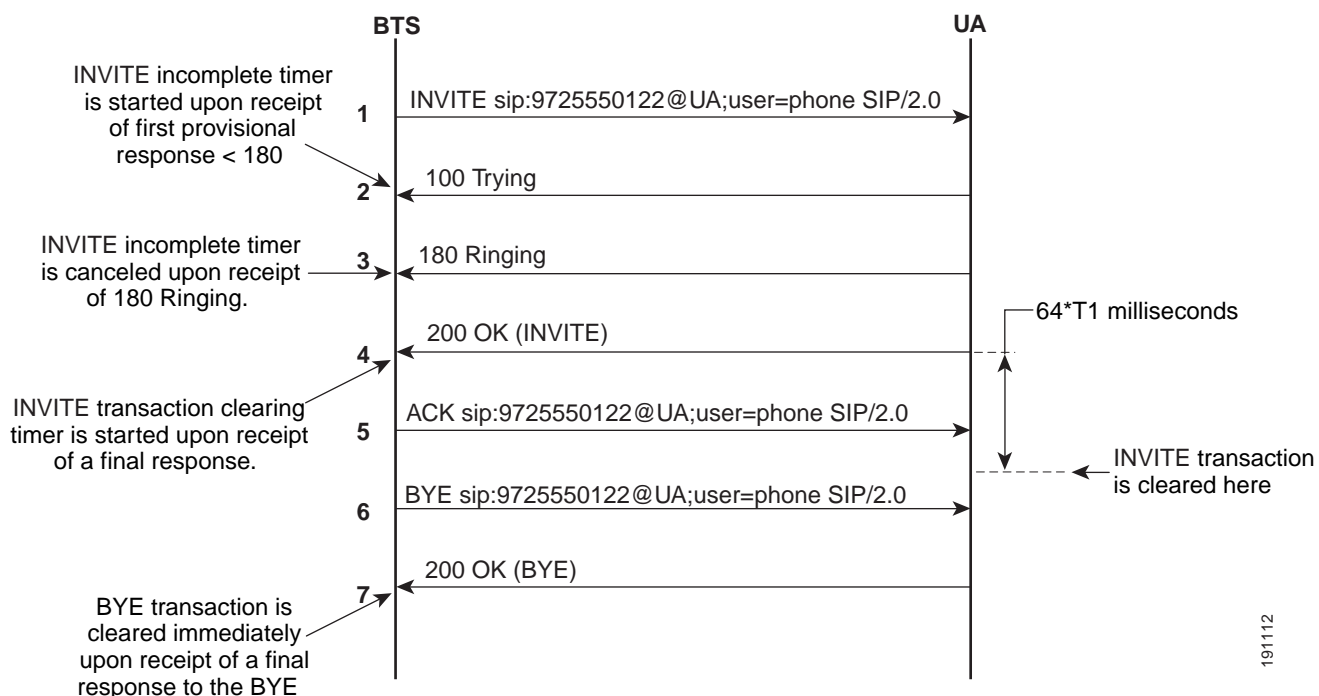 BTS
UA
INVITE incomplete timer
is started upon receipt
of first provisional
response < 180
1
INVITE sip:9725550122@UA;user=phone SIP/2.0
2
100 Trying
INVITE incomplete timer
is canceled upon receipt
of 180 Ringing.
3
180 Ringing
64*T1 milliseconds
4
200 OK (INVITE)
INVITE transaction clearing
timer is started upon receipt
of a final response.
5
ACK sip:9725550122@UA;user=phone SIP/2.0
INVITE transaction
is cleared here
6
BYE sip:9725550122@UA;user=phone SIP/2.0
7
200 OK (BYE)
BYE transaction is
cleared immediately
upon receipt of a final
response to the BYE
191112